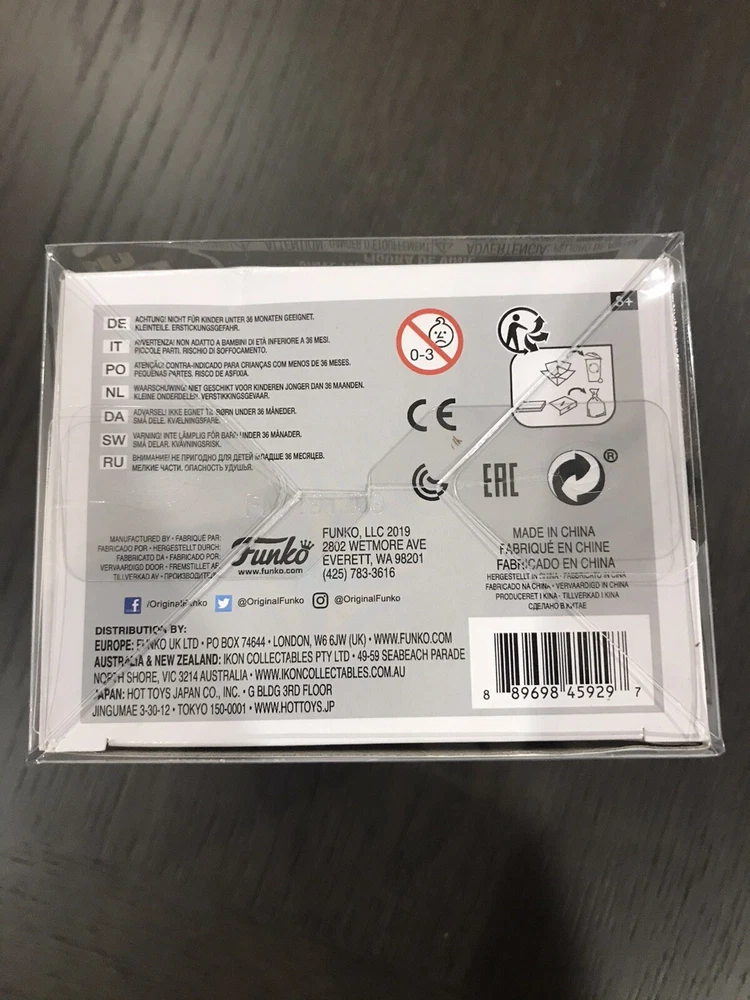 ATTENTION: DANGER D'ÉTOUFFEMENT! ADVERTENCIA:
FIGURA DE VINIL
3+
DE ACHTUNG! NICHT FÜR KINDER UNTER 36 MONATEN GEEIGNET.
KLEINTEILE. ERSTICKUNGSGEFAHR.
IT AVVERTENZA! NON ADATTO A BAMBINI DI ETÀ INFERIORE A 36 MESI.
PICCOLE PARTI. RISCHIO DI SOFFOCAMENTO.
PO ATENÇÃO! CONTRA-INDICADO PARA CRIANÇAS COM MENOS DE 36 MESES.
PEQUENAS PARTES. RISCO DE ASFIXIA.
NL WAARSCHUWING! NIET GESCHIKT VOOR KINDEREN JONGER DAN 36 MAANDEN.
KLEINE ONDERDELEN. VERSTIKKINGSGEVAAR.
DA ADVARSEL! IKKE EGNET TIL BØRN UNDER 36 MÅNEDER.
SMÅ DELE. KVÆLNINGSFARE.
SW VARNING! INTE LÄMPLIG FÖR BARN UNDER 36 MÅNADER.
SMÅ DELAR. KVÄVNINGSRISK.
RU ВНИМАНИЕ! НЕ ПРИГОДНО ДЛЯ ДЕТЕЙ МЛАДШЕ 36 МЕСЯЦЕВ.
МЕЛКИЕ ЧАСТИ. ОПАСНОСТЬ УДУШЬЯ.
0-3
CE
EAC
®
MANUFACTURED BY • FABRIQUÉ PAR:
FABRICADO POR • HERGESTELLT DURCH:
FABBRICATO DA • FABRICADO POR:
VERVAARDIGD DOOR • FREMSTILLET AF
TILLVERKAD AV • ПРОИЗВОДИТЕЛЬ
Funko
www.funko.com
FUNKO, LLC 2019
2802 WETMORE AVE
EVERETT, WA 98201
(425) 783-3616
MADE IN CHINA
FABRIQUÉ EN CHINE
FABRICADO EN CHINA
HERGESTELLT IN CHINA • FABBRICATO IN CINA
FABRICADO NA CHINA • VERVAARDIGD IN CHINA
PRODUCERET I KINA • TILLVERKAD I KINA
СДЕЛАНО В КИТАЕ
/OriginalFunko @OriginalFunko @OriginalFunko
DISTRIBUTION BY:
EUROPE: FUNKO UK LTD • PO BOX 74644 • LONDON, W6 6JW (UK) • WWW.FUNKO.COM
AUSTRALIA & NEW ZEALAND: IKON COLLECTABLES PTY LTD • 49-59 SEABEACH PARADE
NORTH SHORE, VIC 3214 AUSTRALIA • WWW.IKONCOLLECTABLES.COM.AU
JAPAN: HOT TOYS JAPAN CO., INC. • G BLDG 3RD FLOOR
JINGUMAE 3-30-12 • TOKYO 150-0001 • WWW.HOTTOYS.JP
8 89698 45929 7